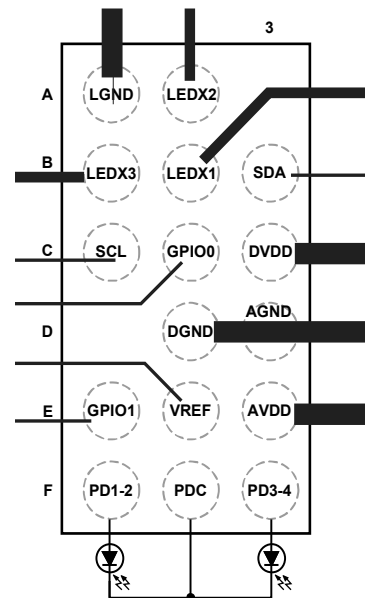 3
A LGND LEDX2
B LEDX3 LEDX1 SDA
C SCL GPIO0 DVDD
AGND
D DGND
E GPIO1 VREF AVDD
F PD1-2 PDC PD3-4